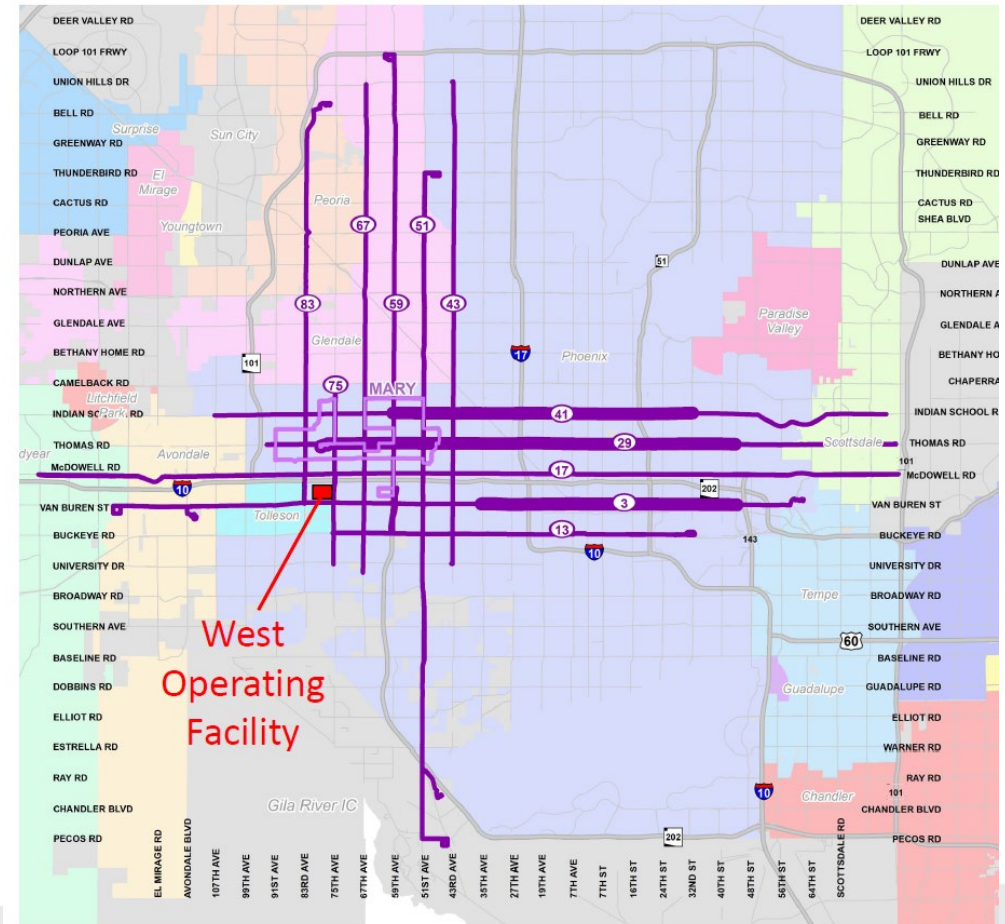 DEER VALLEY RD
LOOP 101 FRWY
UNION HILLS DR
BELL RD
GREENWAY RD
THUNDERBIRD RD
CACTUS RD
PEORIA AVE
DUNLAP AVE
NORTHERN AVE
GLENDALE AVE
BETHANY HOME RD
CAMELBACK RD
INDIAN SCHOOL RD
THOMAS RD
McDOWELL RD
VAN BUREN ST
BUCKEYE RD
UNIVERSITY DR
BROADWAY RD
SOUTHERN AVE
BASELINE RD
DOBBINS RD
ELLIOT RD
ESTRELLA RD
RAY RD
CHANDLER BLVD
PECOS RD
DEER VALLEY RD
LOOP 101 FRWY
UNION HILLS DR
BELL RD
GREENWAY RD
THUNDERBIRD RD
CACTUS RD
SHEA BLVD
DUNLAP AVE
NORTHERN A
GLENDALE A
BETHANY HO
CHAPERRA
INDIAN SCHOOL R
THOMAS RD
McDOWELL RD
VAN BUREN ST
BUCKEYE RD
UNIVERSITY DR
BROADWAY RD
SOUTHERN AVE
BASELINE RD
GUADALUPE RD
ELLIOT RD
WARNER RD
RAY RD
CHANDLER BLVD
PECOS RD
Surprise
Sun City
El
Mirage
Youngtown
Peoria
Glendale
Litchfield
Park
dyear
Avondale
Tolleson
Phoenix
Paradise
Valley
Scottsdale
Tempe
Guadalupe
Chandler
Gila River IC
67
51
83
59
43
75
MARY
41
29
17
3
13
51
17
101
10
202
101
10
143
60
10
101
202
West
Operating
Facility
EL MIRAGE RD
AVONDALE BLVD
107TH AVE
99TH AVE
91ST AVE
83RD AVE
75TH AVE
67TH AVE
59TH AVE
51ST AVE
43RD AVE
35TH AVE
27TH AVE
19TH AVE
7TH AVE
7TH ST
16TH ST
24TH ST
32ND ST
40TH ST
48TH ST
56TH ST
64TH ST
SCOTTSDALE RD